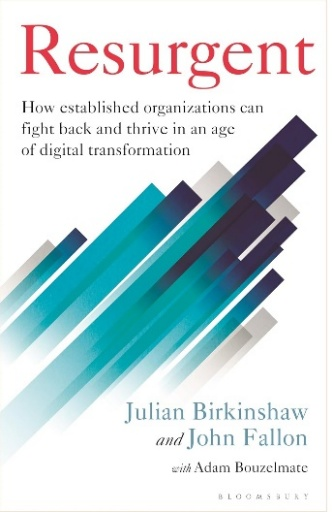 Resurgent
How established organizations can
fight back and thrive in an age
of digital transformation
Julian Birkinshaw
and John Fallon
with Adam Bouzelmate
BLOOMSBURY